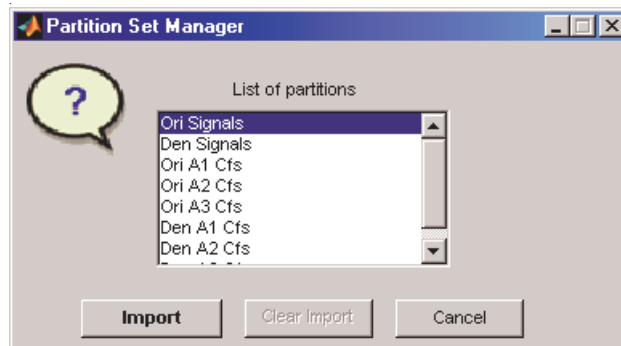 Partition Set Manager
?
List of partitions
Ori Signals
Den Signals
Ori A1 Cfs
Ori A2 Cfs
Ori A3 Cfs
Den A1 Cfs
Den A2 Cfs
Import Clear Import Cancel